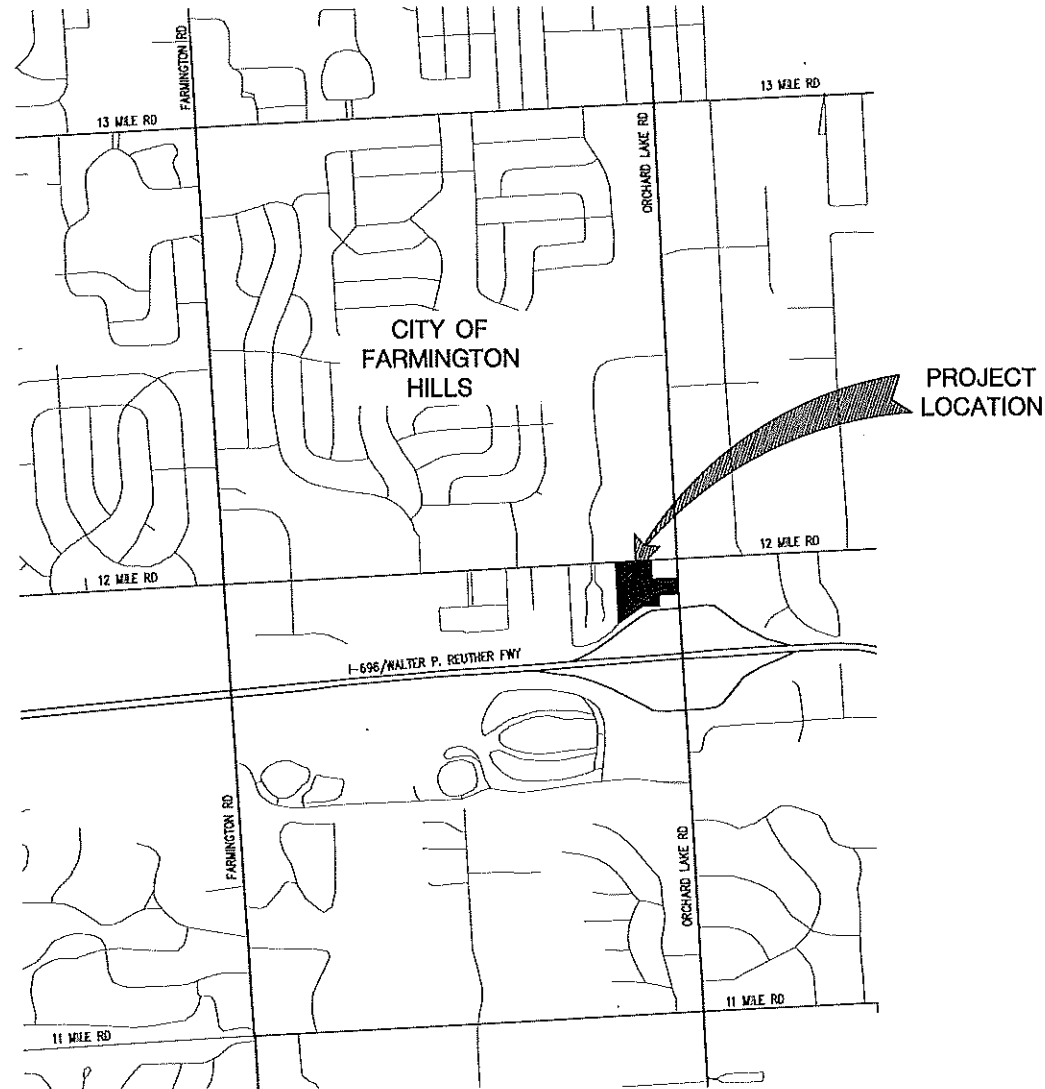 FARMINGTON RD
13 MILE RD
13 MILE RD
ORCHARD LAKE RD
CITY OF
FARMINGTON
HILLS
PROJECT
LOCATION
12 MILE RD
12 MILE RD
I-696/WALTER P. REUTHER FWY
FARMINGTON RD
ORCHARD LAKE RD
11 MILE RD
11 MILE RD